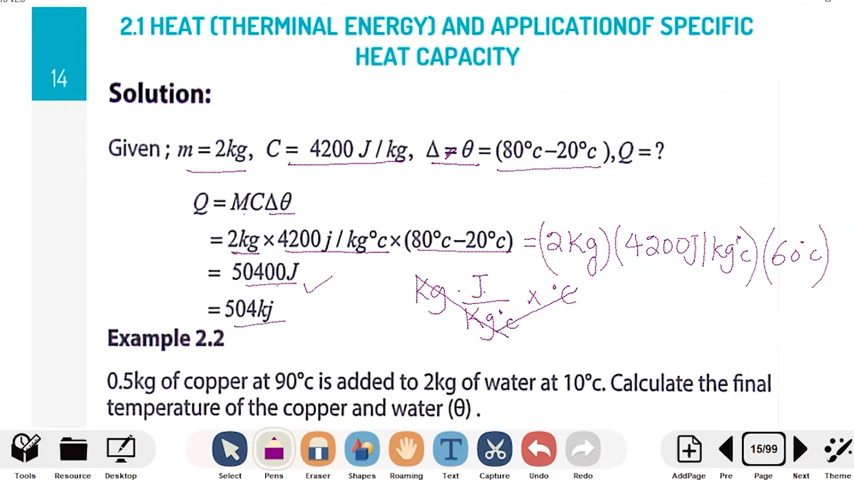 2.1 HEAT (THERMINAL ENERGY) AND APPLICATIONOF SPECIFIC
HEAT CAPACITY
14
Solution:
Given ; m = 2kg, C = 4200 J / kg, Δ ≠ θ = (80°c−20°c ),Q = ?
Q = MCΔθ
= 2kg × 4200 j / kg°c × (80°c−20°c) = (2Kg)(4200J/kg°c)(60°c)
= 50400J ✓
Kg · J/Kg°c × °c
= 504kj
Example 2.2
0.5kg of copper at 90°c is added to 2kg of water at 10°c. Calculate the final
temperature of the copper and water (θ) .
15/99
Tools Resource Desktop Select Pens Eraser Shapes Roaming Text Capture Undo Redo AddPage Page Next Theme